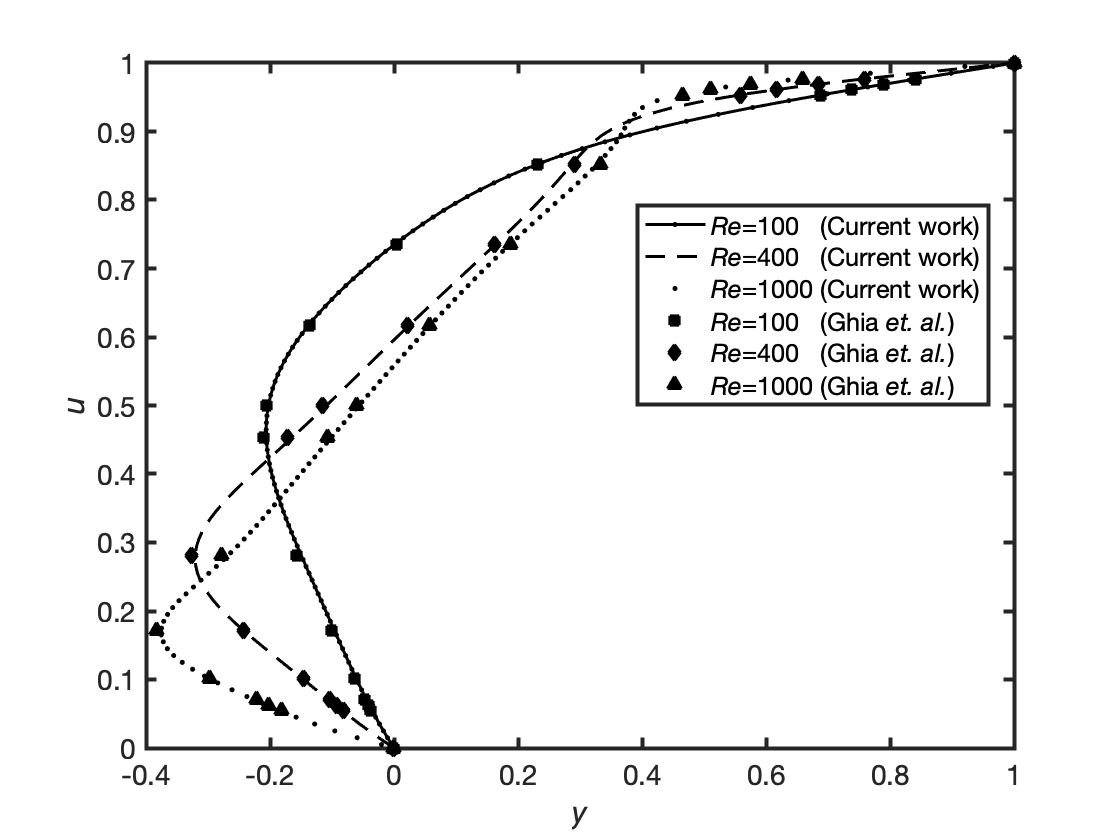 1
0.9
0.8
0.7
0.6
0.5
0.4
0.3
0.2
0.1
0
u
-0.4 -0.2 0 0.2 0.4 0.6 0.8 1
y
Re=100 (Current work)
Re=400 (Current work)
Re=1000 (Current work)
Re=100 (Ghia et. al.)
Re=400 (Ghia et. al.)
Re=1000 (Ghia et. al.)